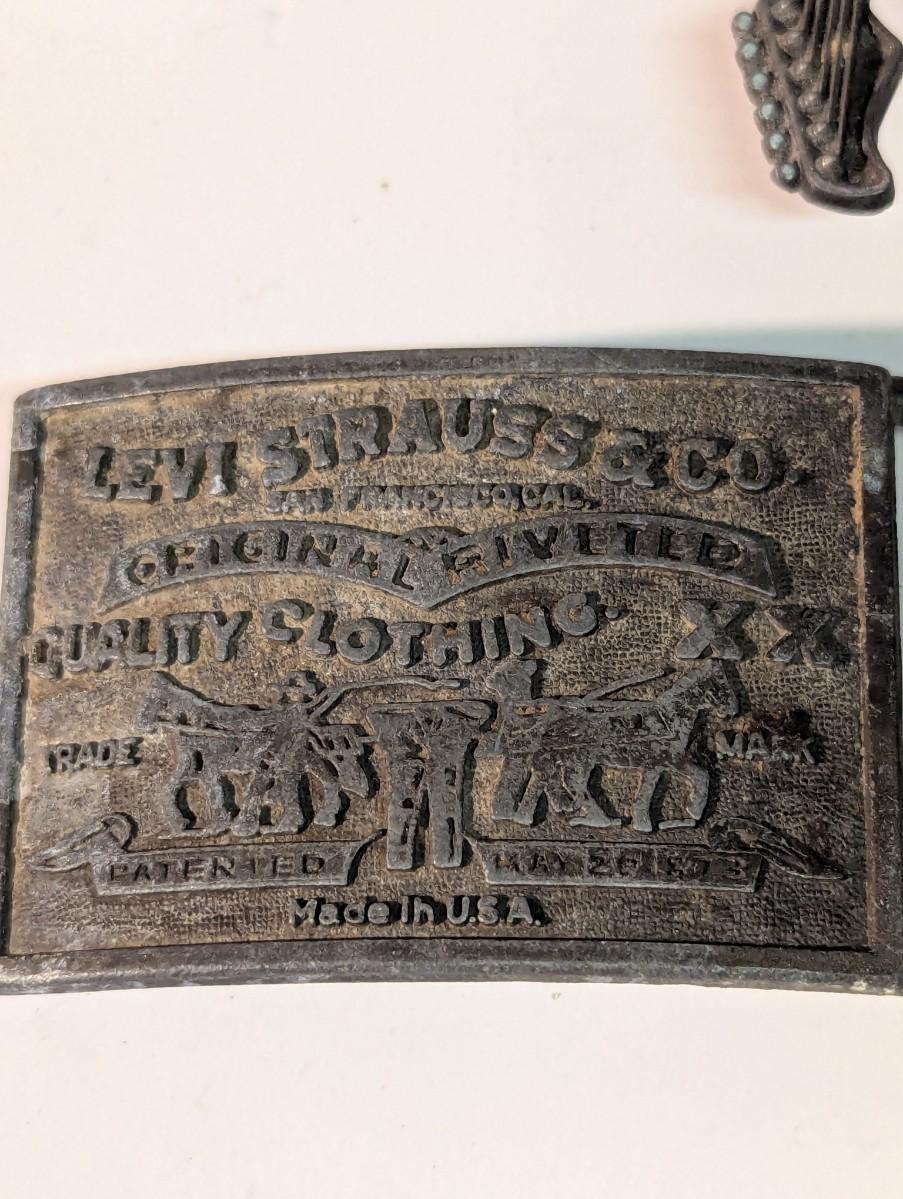 LEVI STRAUSS & CO.
SAN FRANCISCO, CAL.
ORIGINAL RIVETED
QUALITY CLOTHING. XX
TRADE MARK
PATENTED MAY 20 1873
Made In U.S.A.